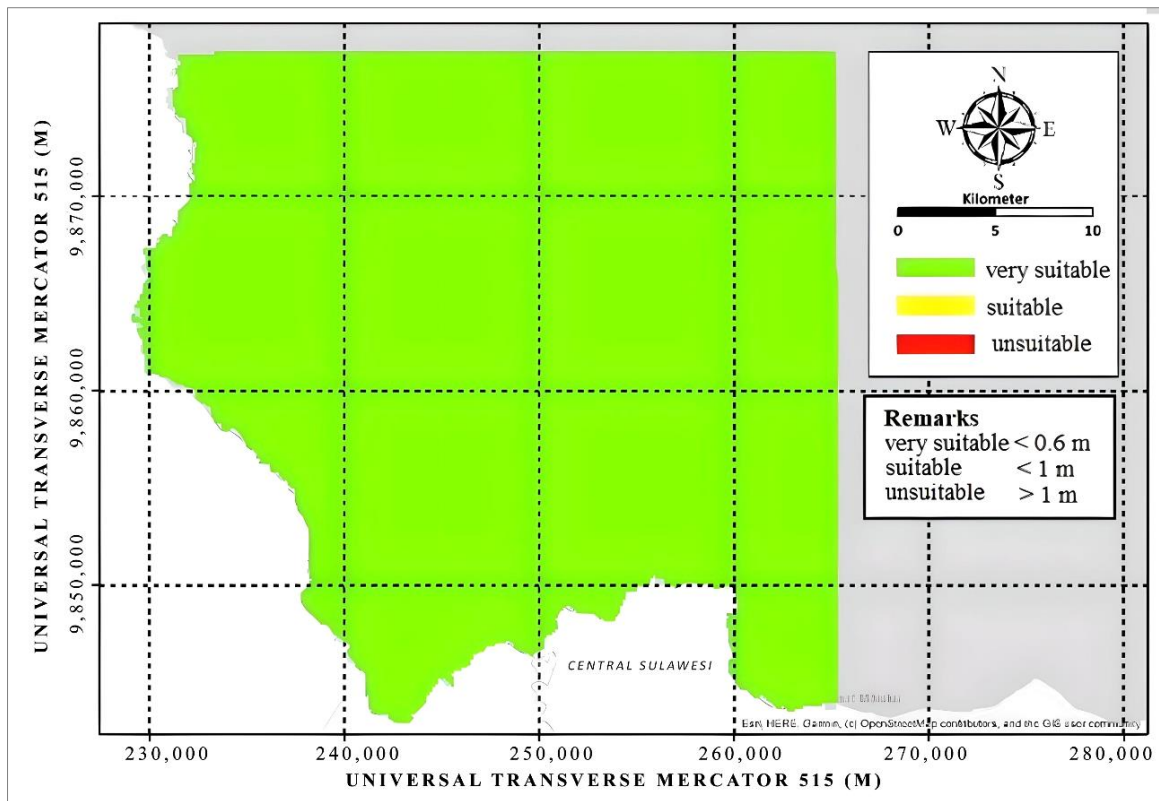 N
W E
S
Kilometer
0 5 10
very suitable
suitable
unsuitable
Remarks
very suitable < 0.6 m
suitable < 1 m
unsuitable > 1 m
UNIVERSAL TRANSVERSE MERCATOR 515 (M)
9,870,000
9,860,000
9,850,000
CENTRAL SULAWESI
Esri, HERE, Garmin, (c) OpenStreetMap contributors, and the GIS user community
230,000 240,000 250,000 260,000 270,000 280,000
UNIVERSAL TRANSVERSE MERCATOR 515 (M)